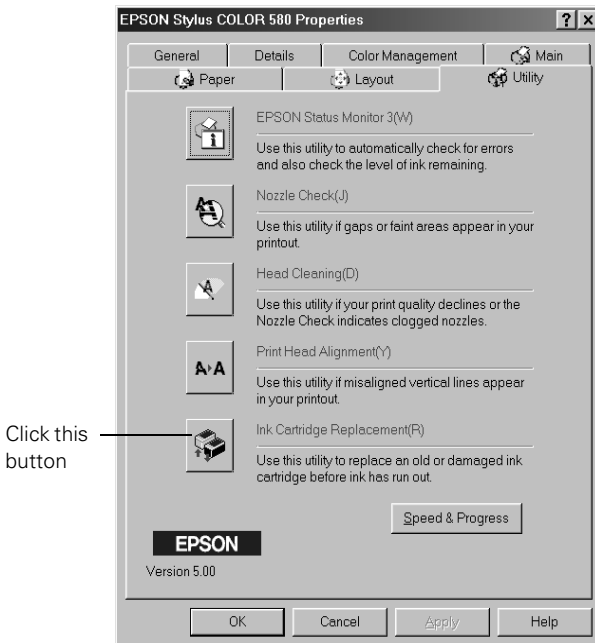 EPSON Stylus COLOR 580 Properties
? x
General Details Color Management Main
Paper Layout Utility
EPSON Status Monitor 3(W)
Use this utility to automatically check for errors
and also check the level of ink remaining.
Nozzle Check(J)
Use this utility if gaps or faint areas appear in your
printout.
Head Cleaning(D)
Use this utility if your print quality declines or the
Nozzle Check indicates clogged nozzles.
Print Head Alignment(Y)
Use this utility if misaligned vertical lines appear
in your printout.
Click this
button
Ink Cartridge Replacement(R)
Use this utility to replace an old or damaged ink
cartridge before ink has run out.
Speed & Progress
EPSON
Version 5.00
OK Cancel Apply Help